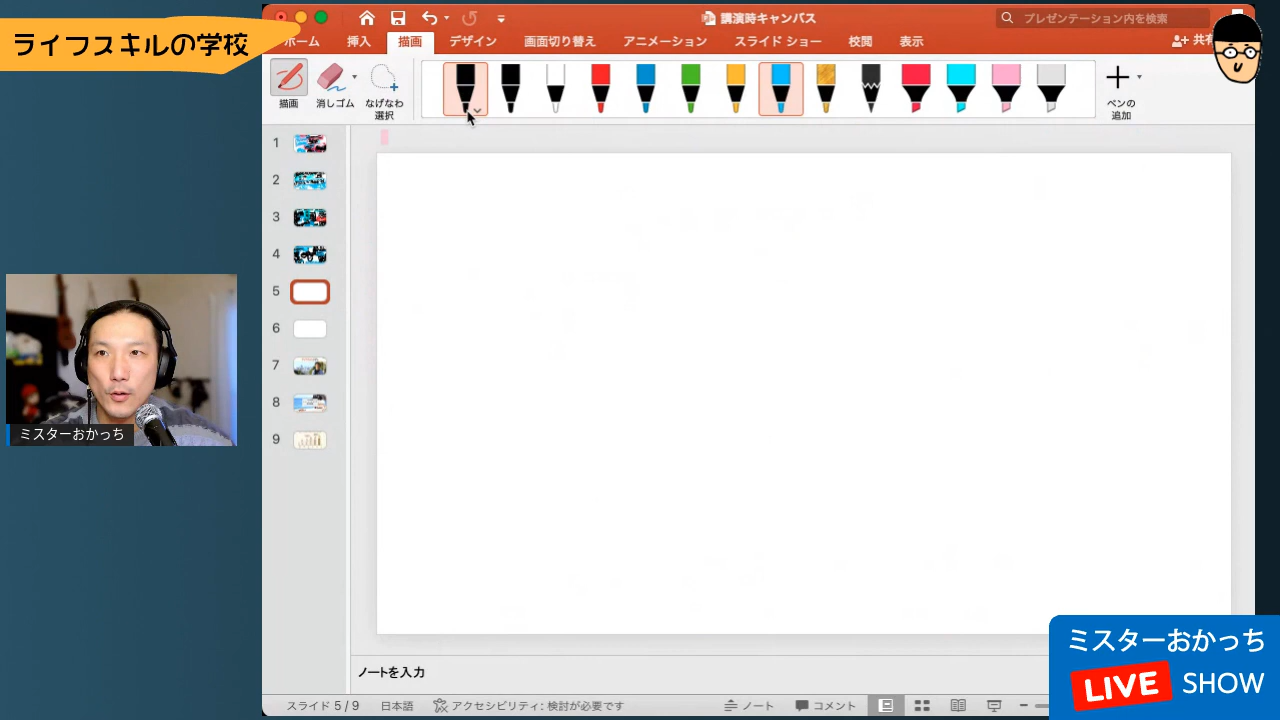 ライフスキルの学校
講演時キャンバス
プレゼンテーション内を検索
ホーム
挿入
描画
デザイン
画面切り替え
アニメーション
スライド ショー
校閲
表示
共有
描画
消しゴム
なげなわ
選択
ペンの
追加
1
2
3
4
5
6
7
8
9
ミスターおかっち
ノートを入力
スライド 5 / 9
日本語
アクセシビリティ: 検討が必要です
ノート
コメント
ミスターおかっち
LIVE SHOW